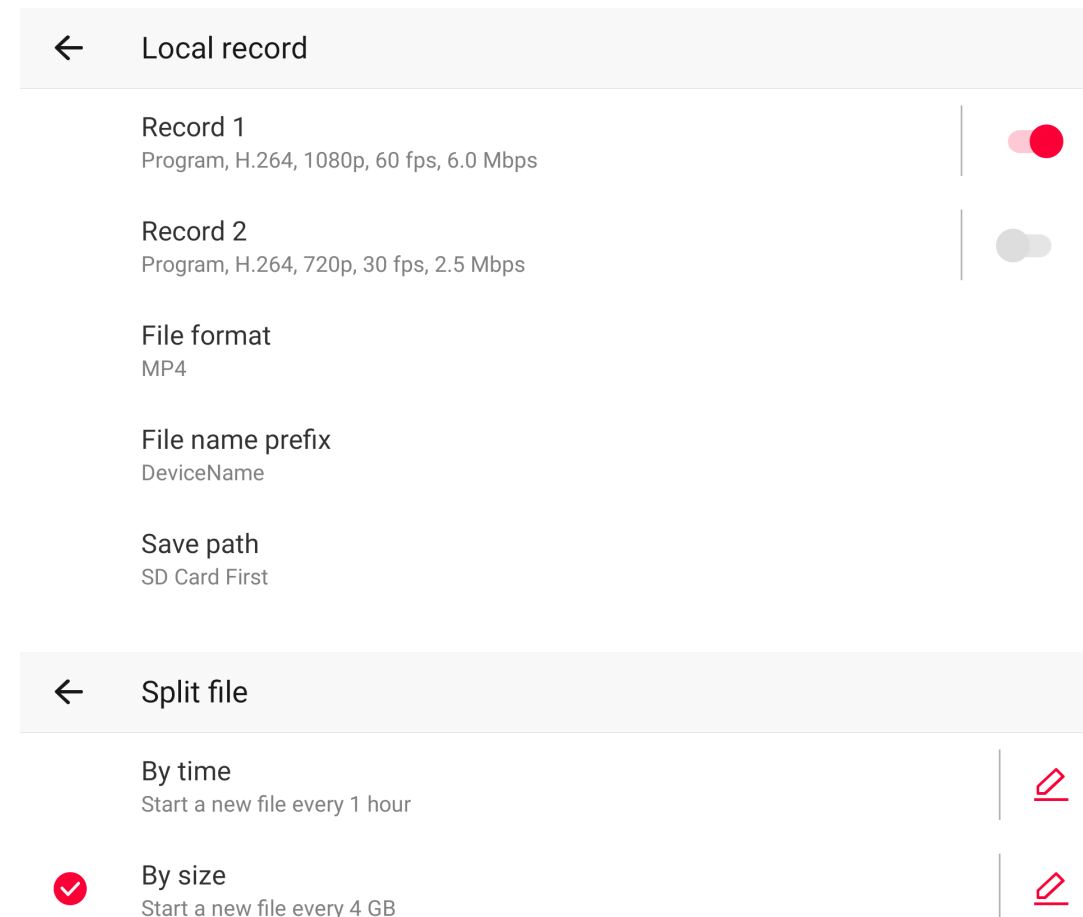 Local record
Record 1
Program, H.264, 1080p, 60 fps, 6.0 Mbps
Record 2
Program, H.264, 720p, 30 fps, 2.5 Mbps
File format
MP4
File name prefix
DeviceName
Save path
SD Card First
Split file
By time
Start a new file every 1 hour
By size
Start a new file every 4 GB